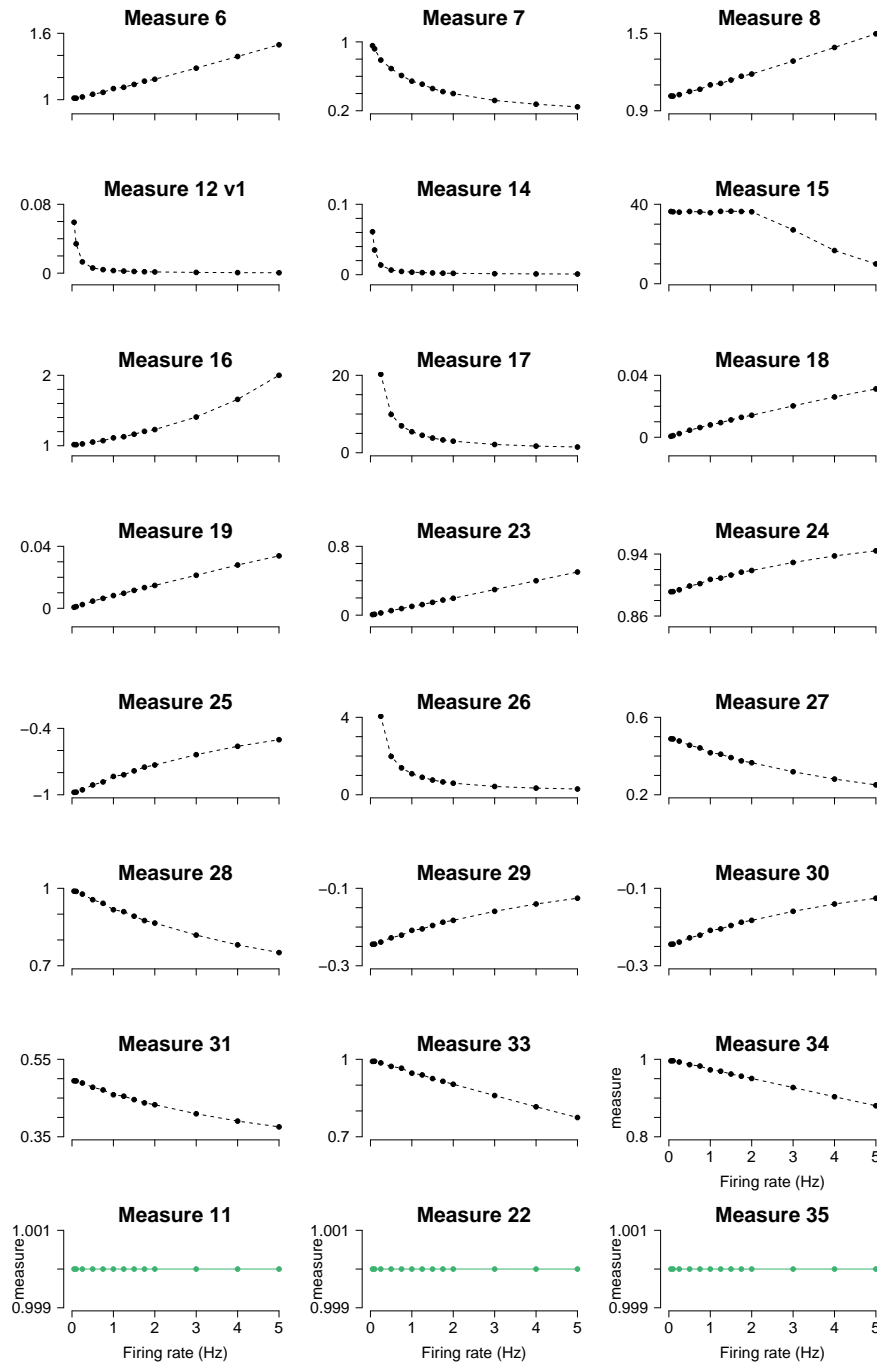 Measure 6 Measure 7 Measure 8
1.6 1 1.5
1 0.2 0.9
Measure 12 v1 Measure 14 Measure 15
0.08 0.1 40
0 0 0
Measure 16 Measure 17 Measure 18
2 20 0.04
1 0 0
Measure 19 Measure 23 Measure 24
0.04 0.8 0.94
0 0 0.86
Measure 25 Measure 26 Measure 27
−0.4 4 0.6
−1 0 0.2
Measure 28 Measure 29 Measure 30
1 −0.1 −0.1
0.7 −0.3 −0.3
Measure 31 Measure 33 Measure 34
0.55 1 1
0.35 0.7 0.8
measure
0 1 2 3 4 5
Firing rate (Hz)
Measure 11 Measure 22 Measure 35
1.001 1.001 1.001
measure measure measure
0.999 0.999 0.999
0 1 2 3 4 5 0 1 2 3 4 5 0 1 2 3 4 5
Firing rate (Hz) Firing rate (Hz) Firing rate (Hz)